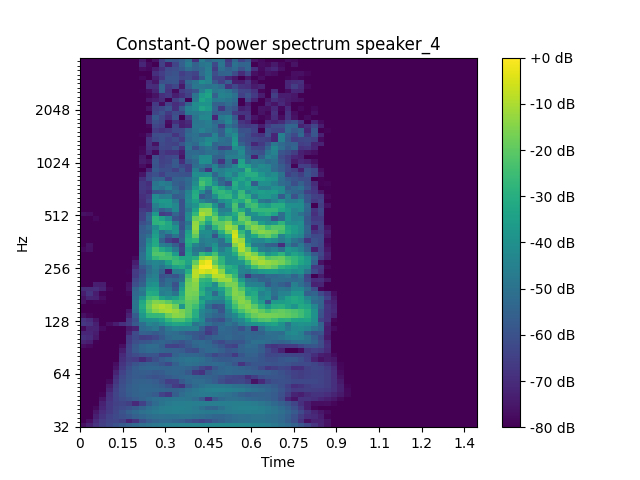 Constant-Q power spectrum speaker_4
Hz
2048
1024
512
256
128
64
32
0 0.15 0.3 0.45 0.6 0.75 0.9 1.1 1.2 1.4
Time
+0 dB
-10 dB
-20 dB
-30 dB
-40 dB
-50 dB
-60 dB
-70 dB
-80 dB